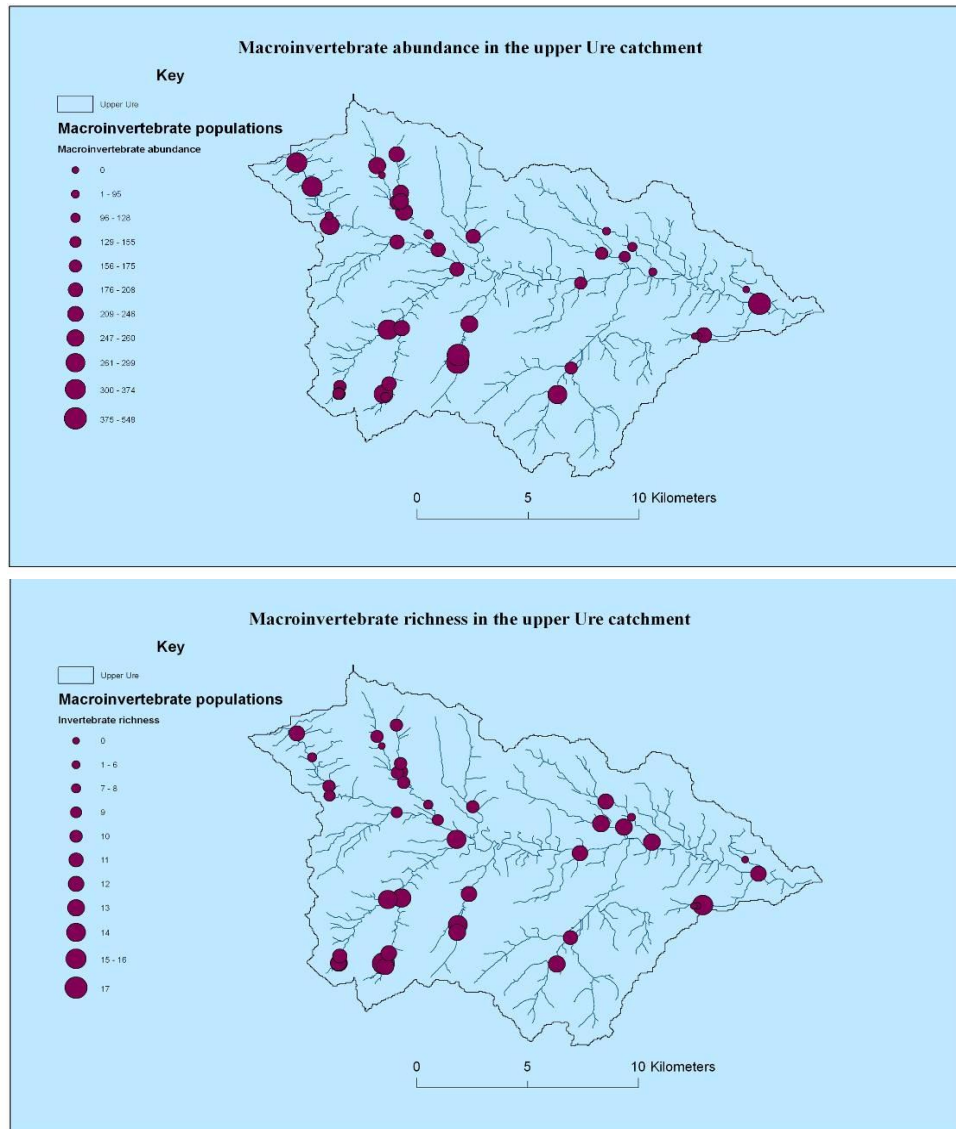 Macroinvertebrate abundance in the upper Ure catchment
Key
Upper Ure
Macroinvertebrate populations
Macroinvertebrate abundance
0
1 - 95
96 - 128
129 - 155
156 - 175
176 - 208
209 - 246
247 - 260
261 - 299
300 - 374
375 - 548
0 5 10 Kilometers
Macroinvertebrate richness in the upper Ure catchment
Key
Upper Ure
Macroinvertebrate populations
Invertebrate richness
0
1 - 6
7 - 8
9
10
11
12
13
14
15 - 16
17
0 5 10 Kilometers